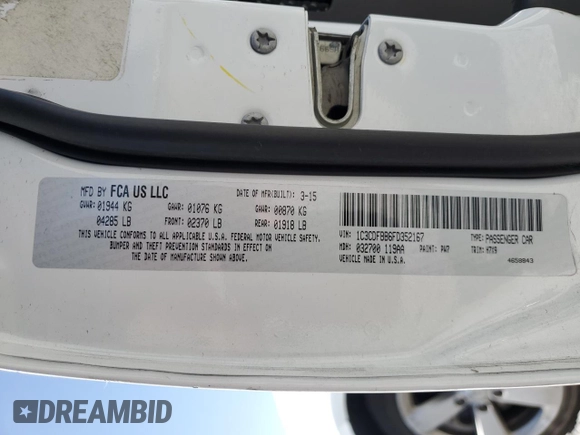 MFD BY FCA US LLC DATE OF MFR(BUILT): 3-15
GVWR: 01944 KG GAWR: 01076 KG GAWR: 00870 KG
04285 LB FRONT: 02370 LB REAR: 01918 LB
THIS VEHICLE CONFORMS TO ALL APPLICABLE U.S.A. FEDERAL MOTOR VEHICLE SAFETY,
BUMPER AND THEFT PREVENTION STANDARDS IN EFFECT ON
THE DATE OF MANUFACTURE SHOWN ABOVE.
VIN: 1C3CDFBB6FD352167 TYPE: PASSENGER CAR
MDH: 032700 119AA PAINT: PW7 TRIM: H7X9
VEHICLE MADE IN U.S.A. 4658843
DREAMBID